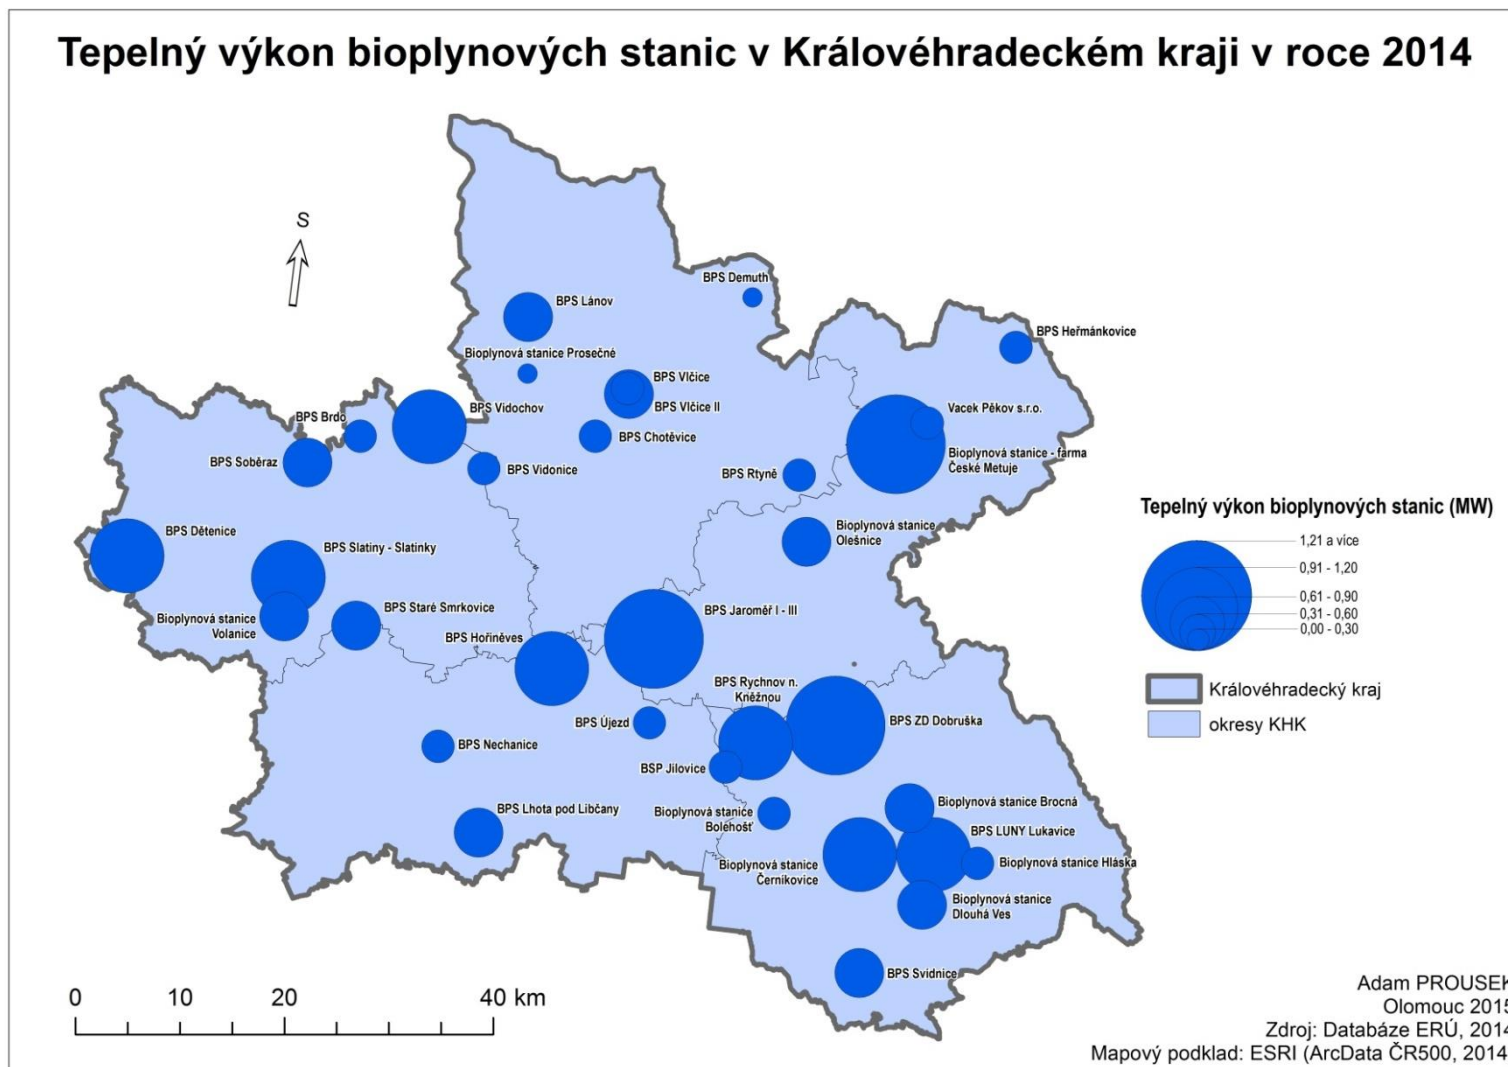 Tepelný výkon bioplynových stanic v Královéhradeckém kraji v roce 2014
S
BPS Demuth
BPS Lánov
BPS Heřmánkovice
Bioplynová stanice Prosečné
BPS Vlčice
BPS Vlčice II
BPS Vidochov
Vacek Pěkov s.r.o.
BPS Brdo
BPS Chotěvice
BPS Soběraz
BPS Vidonice
BPS Rtyně
Bioplynová stanice - farma
České Metuje
Bioplynová stanice
Olešnice
BPS Dětenice
BPS Slatiny - Slatinky
BPS Staré Smrkovice
Bioplynová stanice
Volanice
BPS Jaroměř I - III
BPS Hořiněves
BPS Rychnov n.
Kněžnou
BPS ZD Dobruška
BPS Újezd
BPS Nechanice
BSP Jílovice
BPS Lhota pod Libčany
Bioplynová stanice
Bolehošť
Bioplynová stanice Brocná
BPS LUNY Lukavice
Bioplynová stanice Hláska
Bioplynová stanice
Černíkovice
Bioplynová stanice
Dlouhá Ves
BPS Svídnice
Tepelný výkon bioplynových stanic (MW)
1,21 a více
0,91 - 1,20
0,61 - 0,90
0,31 - 0,60
0,00 - 0,30
Královéhradecký kraj
okresy KHK
0 10 20 40 km
Adam PROUSEK
Olomouc 2015
Zdroj: Databáze ERÚ, 2014
Mapový podklad: ESRI (ArcData ČR500, 2014